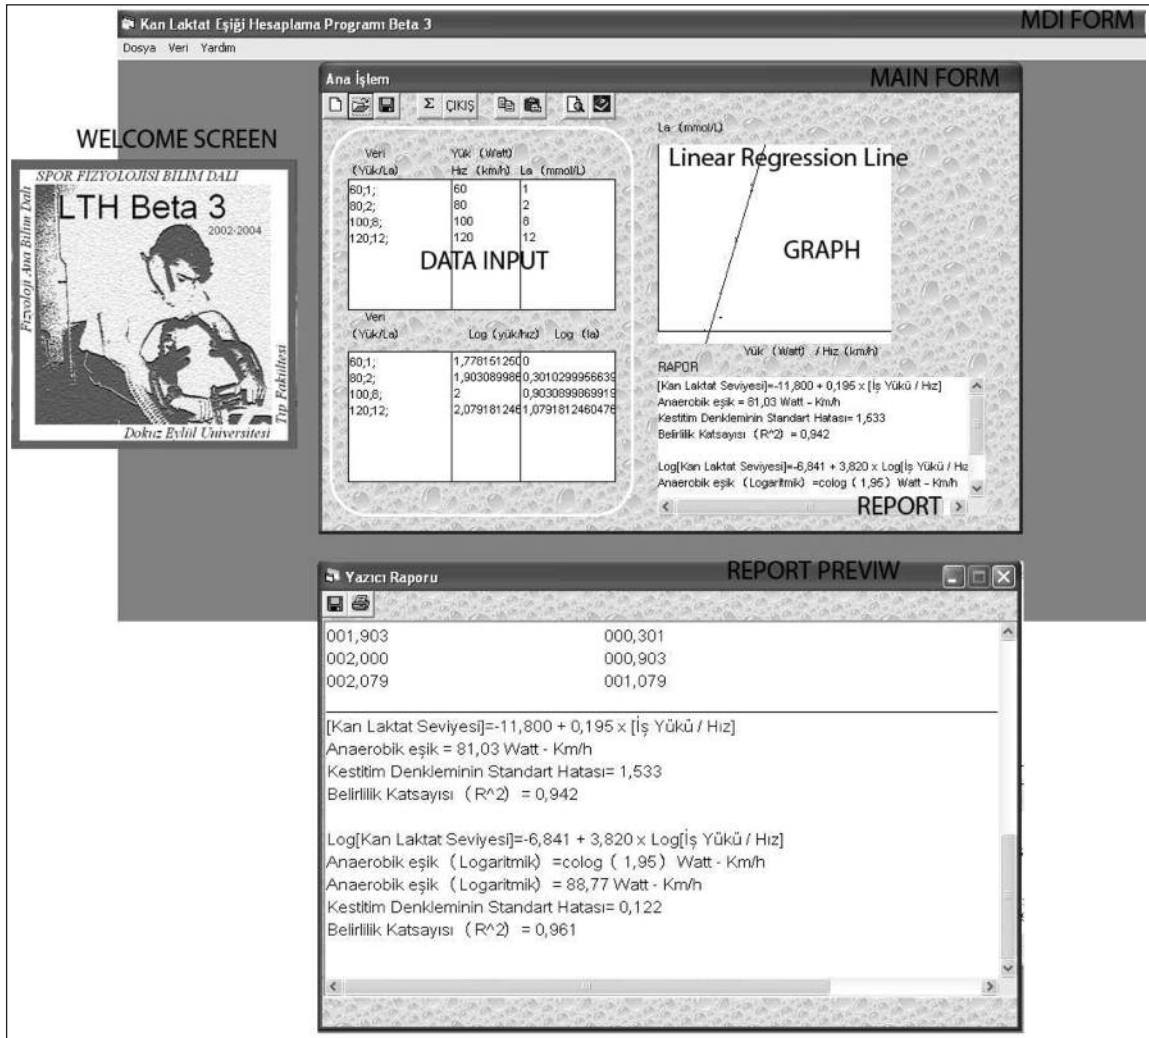 Kan Laktat Eşiği Hesaplama Programı Beta 3
MDI FORM
Dosya Veri Yardım
Ana İşlem
MAIN FORM
Σ ÇIKIŞ
WELCOME SCREEN
SPOR FIZYOLOJISI BILIM DALI
LTH Beta 3
2002-2004
Fizyoloji Ana Bilim Dalı
Tıp Fakültesi
Dokuz Eylül Üniversitesi
Veri Yük (Watt)
(Yük/La) Hız (km/h) La (mmol/L)
60;1; 60 1
80;2; 80 2
100;8; 100 8
120;12; 120 12
DATA INPUT
Veri
(Yük/La) Log (yük/hız) Log (la)
60;1; 1,7781512500
80;2; 1,903089986 0,3010299956639
100;8; 2 0,9030899869919
120;12; 2,079181246 1,0791812460476
La (mmol/L)
Linear Regression Line
GRAPH
Yük (Watt) / Hız (km/h)
RAPOR
[Kan Laktat Seviyesi]=-11,800 + 0,195 x [İş Yükü / Hız]
Anaerobik eşik = 81,03 Watt - Km/h
Kestitim Denkleminin Standart Hatası= 1,533
Belirlilik Katsayısı (R^2) = 0,942
Log[Kan Laktat Seviyesi]=-6,841 + 3,820 x Log[İş Yükü / Hız
Anaerobik eşik (Logaritmik) =colog ( 1,95 ) Watt - Km/h
REPORT
Yazıcı Raporu
REPORT PREVIW
001,903 000,301
002,000 000,903
002,079 001,079
[Kan Laktat Seviyesi]=-11,800 + 0,195 x [İş Yükü / Hız]
Anaerobik eşik = 81,03 Watt - Km/h
Kestitim Denkleminin Standart Hatası= 1,533
Belirlilik Katsayısı (R^2) = 0,942
Log[Kan Laktat Seviyesi]=-6,841 + 3,820 x Log[İş Yükü / Hız]
Anaerobik eşik (Logaritmik) =colog ( 1,95 ) Watt - Km/h
Anaerobik eşik (Logaritmik) = 88,77 Watt - Km/h
Kestitim Denkleminin Standart Hatası= 0,122
Belirlilik Katsayısı (R^2) = 0,961